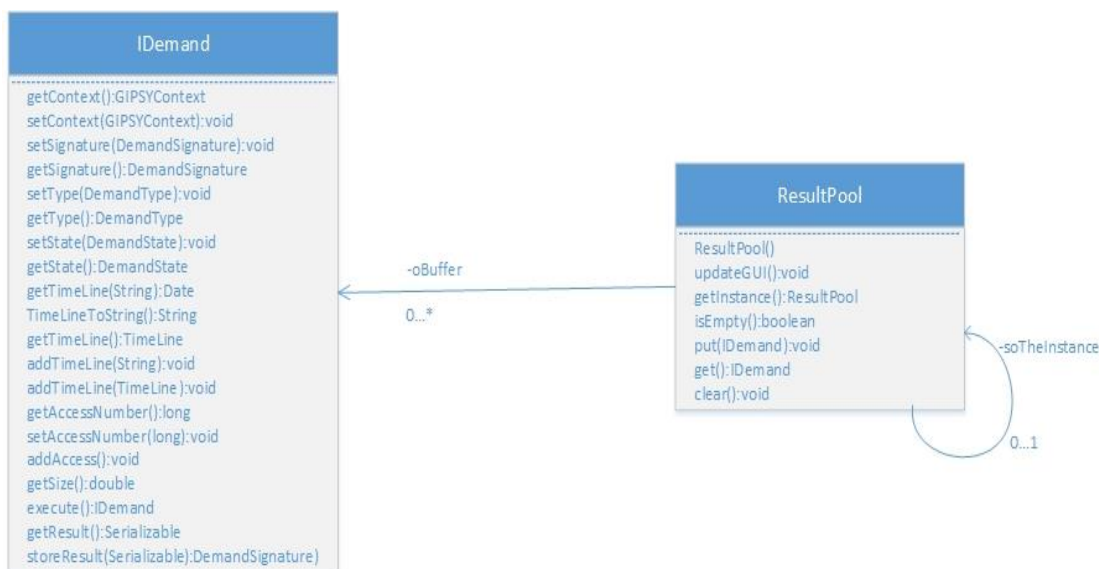 IDemand
getContext():GIPSYContext
setContext(GIPSYContext):void
setSignature(DemandSignature):void
getSignature():DemandSignature
setType(DemandType):void
getType():DemandType
setState(DemandState):void
getState():DemandState
getTimeLine(String):Date
TimeLineToString():String
getTimeLine():TimeLine
addTimeLine(String):void
addTimeLine(TimeLine):void
getAccessNumber():long
setAccessNumber(long):void
addAccess():void
getSize():double
execute():IDemand
getResult():Serializable
storeResult(Serializable):DemandSignature)
-oBuffer
0...*
ResultPool
ResultPool()
updateGUI():void
getInstance():ResultPool
isEmpty():boolean
put(IDemand):void
get():IDemand
clear():void
-soTheInstance
0...1